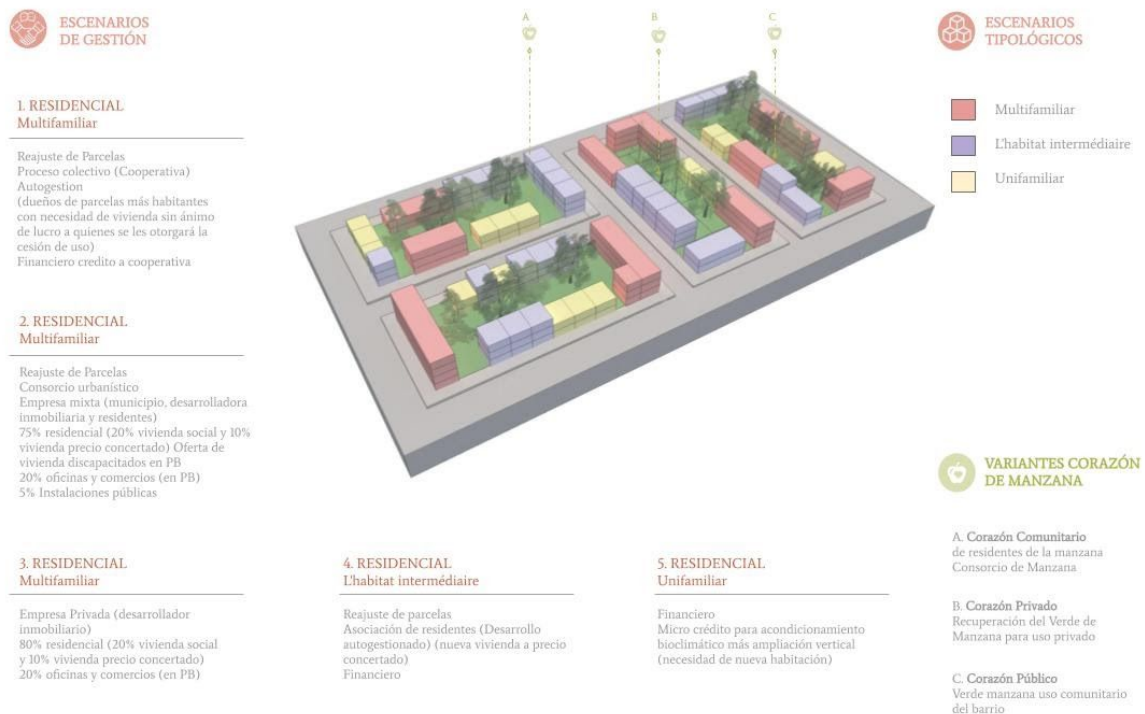 ESCENARIOS
DE GESTIÓN
A
B
C
ESCENARIOS
TIPOLÓGICOS
Multifamiliar
L'habitat intermédiaire
Unifamiliar
1. RESIDENCIAL
Multifamiliar
Reajuste de Parcelas
Proceso colectivo (Cooperativa)
Autogestion
(dueños de parcelas más habitantes
con necesidad de vivienda sin ánimo
de lucro a quienes se les otorgará la
cesión de uso)
Financiero credito a cooperativa
2. RESIDENCIAL
Multifamiliar
Reajuste de Parcelas
Consorcio urbanístico
Empresa mixta (municipio, desarrolladora
inmobiliaria y residentes)
75% residencial (20% vivienda social y 10%
vivienda precio concertado) Oferta de
vivienda discapacitados en PB
20% oficinas y comercios (en PB)
5% Instalaciones públicas
3. RESIDENCIAL
Multifamiliar
Empresa Privada (desarrollador
inmobiliario)
80% residencial (20% vivienda social
y 10% vivienda precio concertado)
20% oficinas y comercios (en PB)
4. RESIDENCIAL
L'habitat intermédiaire
Reajuste de parcelas
Asociación de residentes (Desarrollo
autogestionado) (nueva vivienda a precio
concertado)
Financiero
5. RESIDENCIAL
Unifamiliar
Financiero
Micro crédito para acondicionamiento
bioclimático más ampliación vertical
(necesidad de nueva habitación)
VARIANTES CORAZÓN
DE MANZANA
A. Corazón Comunitario
de residentes de la manzana
Consorcio de Manzana
B. Corazón Privado
Recuperación del Verde de
Manzana para uso privado
C. Corazón Público
Verde manzana uso comunitario
del barrio